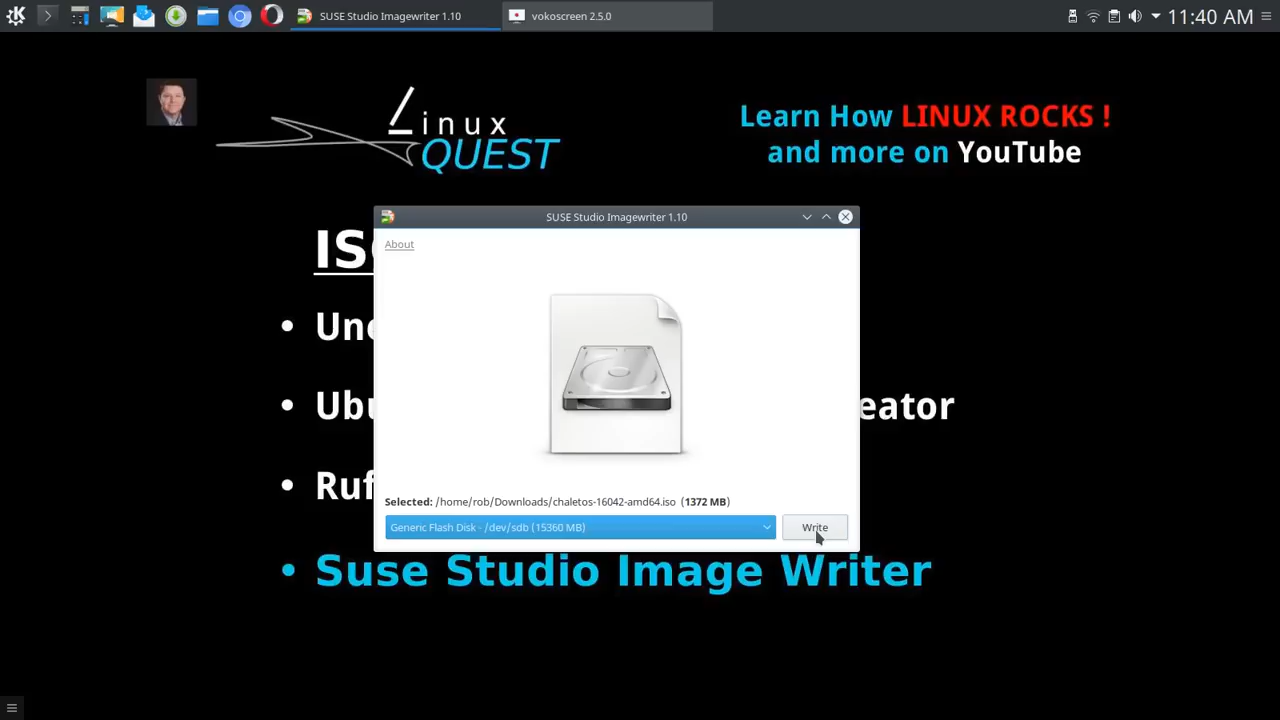 SUSE Studio Imagewriter 1.10
vokoscreen 2.5.0
11:40 AM
Linux
QUEST
Learn How LINUX ROCKS !
and more on YouTube
SUSE Studio Imagewriter 1.10
About
IS
• Un
• Ub
eator
• Ruf
Selected: /home/rob/Downloads/chaletos-16042-amd64.iso (1372 MB)
Generic Flash Disk - /dev/sdb (15360 MB)
Write
• Suse Studio Image Writer